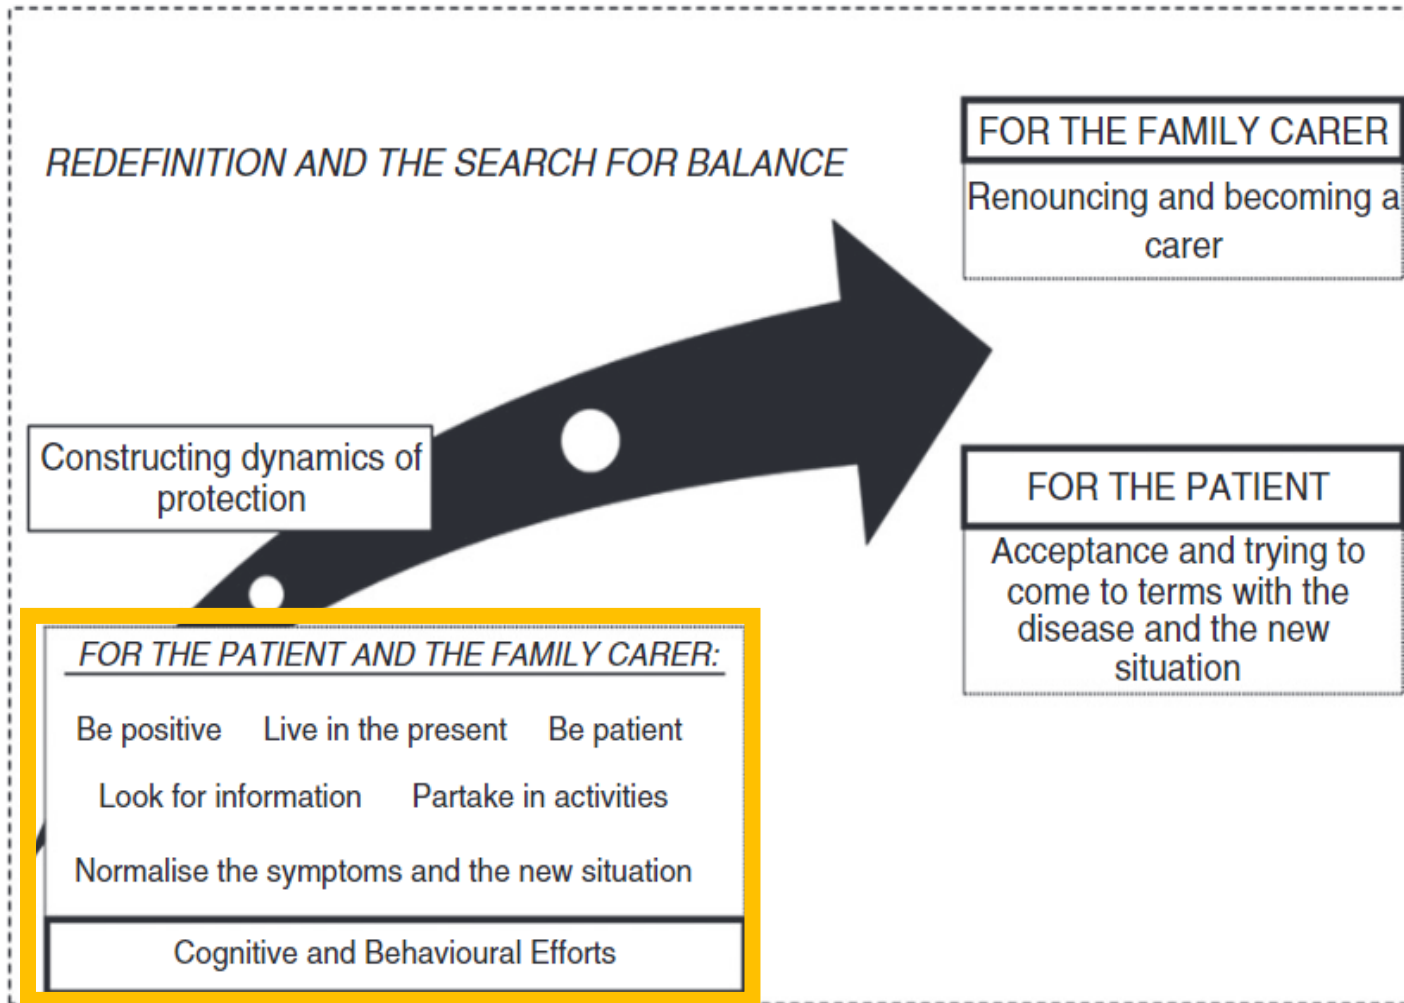 REDEFINITION AND THE SEARCH FOR BALANCE
FOR THE FAMILY CARER
Renouncing and becoming a
carer
Constructing dynamics of
protection
FOR THE PATIENT
Acceptance and trying to
come to terms with the
disease and the new
situation
FOR THE PATIENT AND THE FAMILY CARER:
Be positive Live in the present Be patient
Look for information Partake in activities
Normalise the symptoms and the new situation
Cognitive and Behavioural Efforts